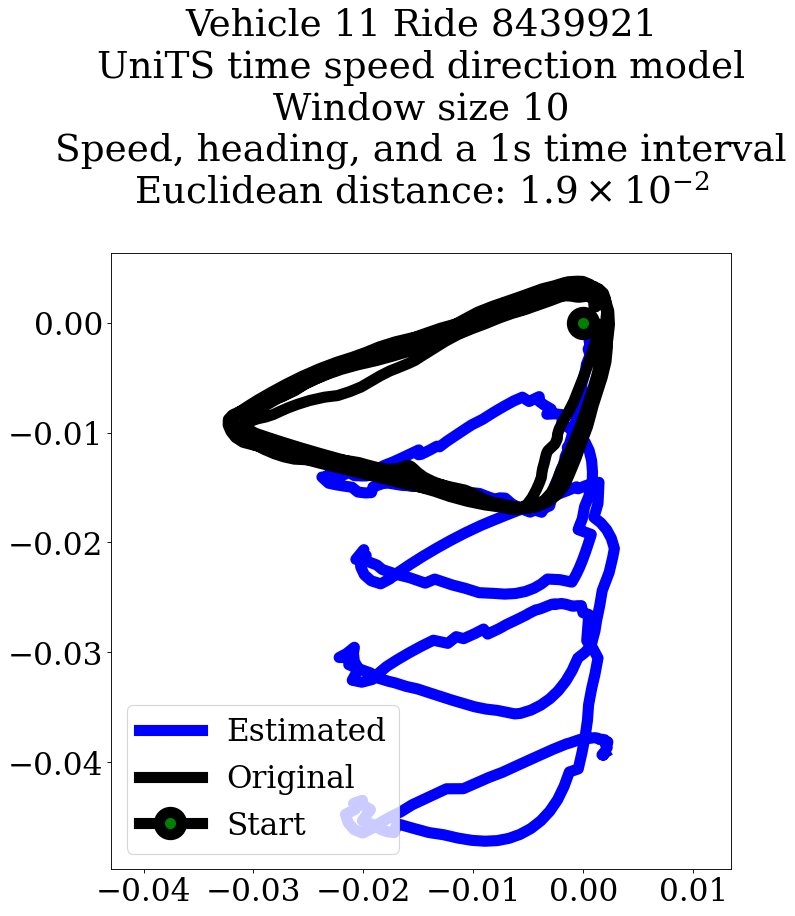 Vehicle 11 Ride 8439921
UniTS time speed direction model
Window size 10
Speed, heading, and a 1s time interval
Euclidean distance: 1.9 × 10⁻²
0.00
−0.01
−0.02
−0.03
−0.04
Estimated
Original
Start
−0.04 −0.03 −0.02 −0.01 0.00 0.01